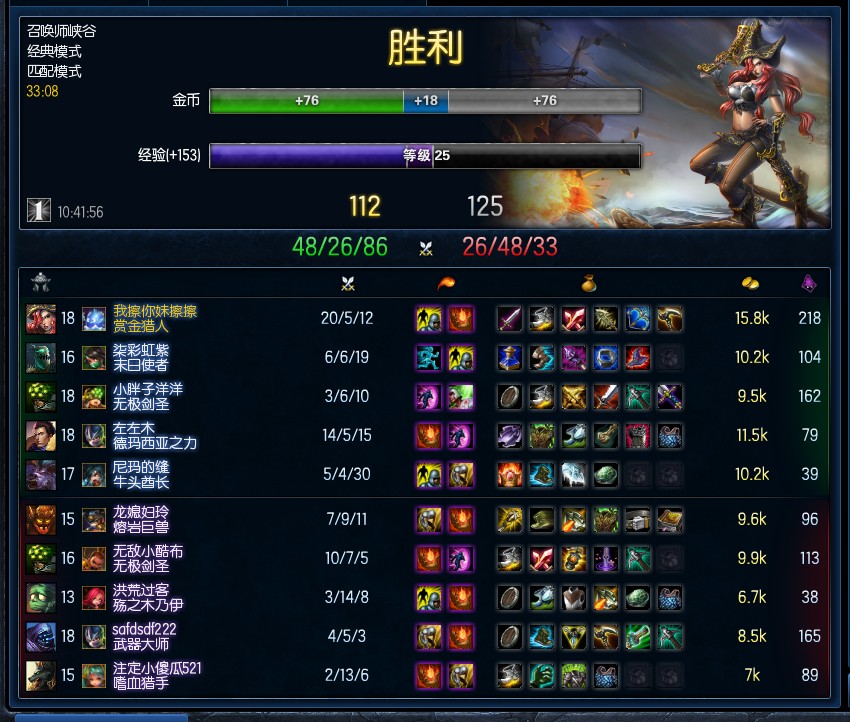 召唤师峡谷
经典模式
匹配模式
33:08
胜利
金币 +76 +18 +76
经验(+153) 等级 25
1 10:41:56
112 125
48/26/86 26/48/33
18 我擦你妹擦擦 赏金猎人 20/5/12 15.8k 218
16 柒彩虹紫 末日使者 6/6/19 10.2k 104
18 小胖子洋洋 无极剑圣 3/6/10 9.5k 162
18 左左木 德玛西亚之力 14/5/15 11.5k 79
17 尼玛的缝 牛头酋长 5/4/30 10.2k 39
15 龙媳妇玲 熔岩巨兽 7/9/11 9.6k 96
16 无敌小酷布 无极剑圣 10/7/5 9.9k 113
13 洪荒过客 殇之木乃伊 3/14/8 6.7k 38
18 safdsdf222 武器大师 4/5/3 8.5k 165
15 注定小傻瓜521 嗜血猎手 2/13/6 7k 89